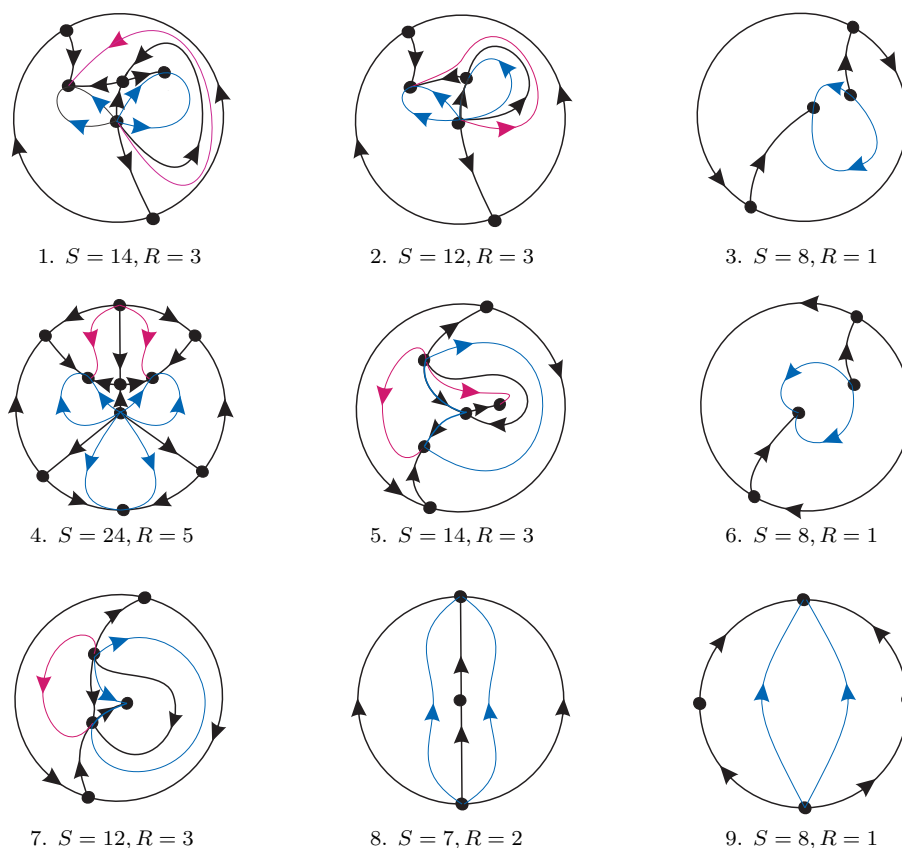 1. S = 14, R = 3
2. S = 12, R = 3
3. S = 8, R = 1
4. S = 24, R = 5
5. S = 14, R = 3
6. S = 8, R = 1
7. S = 12, R = 3
8. S = 7, R = 2
9. S = 8, R = 1